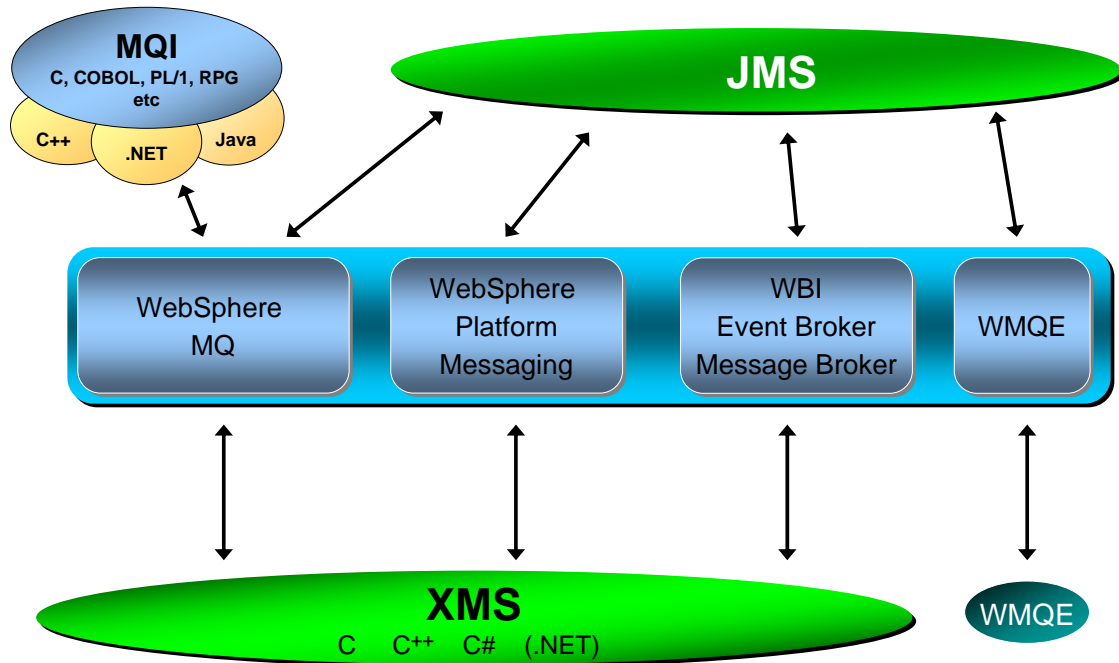 MQI
C, COBOL, PL/1, RPG
etc
C++
.NET
Java
JMS
WebSphere
MQ
WebSphere
Platform
Messaging
WBI
Event Broker
Message Broker
WMQE
XMS
C C++ C# (.NET)
WMQE